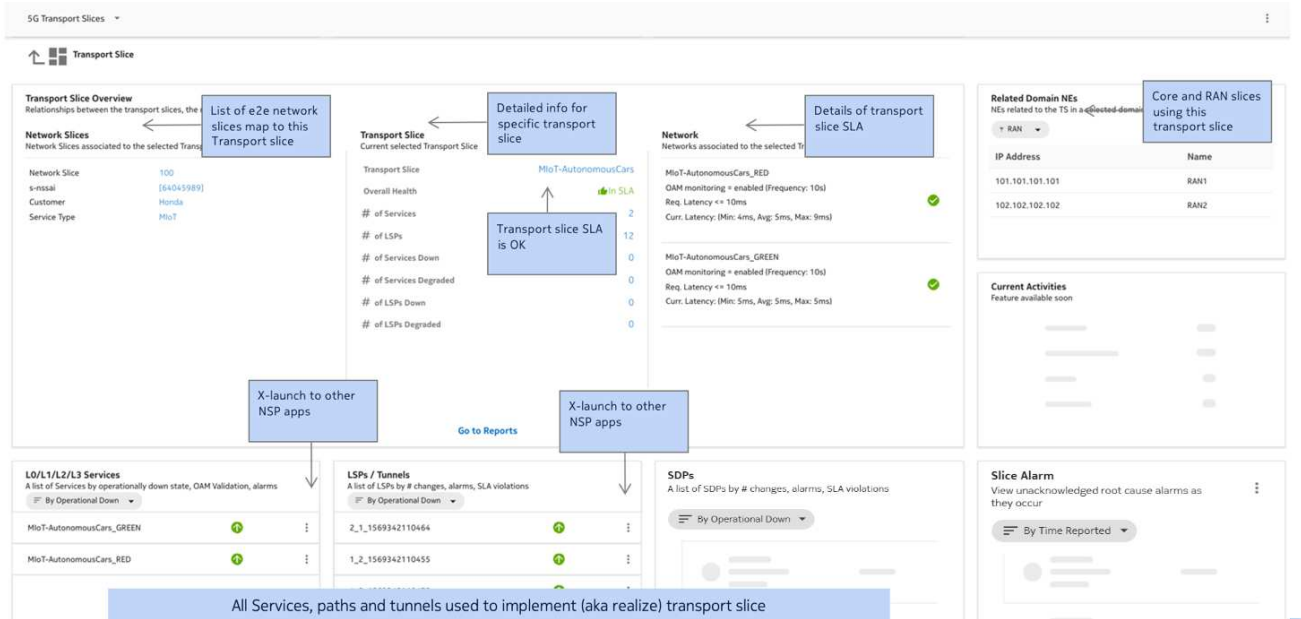 5G Transport Slices
Transport Slice
Transport Slice Overview
Relationships between the transport slices, the
Network Slices
Network Slices associated to the selected Trans
Network Slice 100
s-nssai [64045989]
Customer Honda
Service Type MIoT
List of e2e network
slices map to this
Transport slice
Transport Slice
Current selected Transport Slice
Transport Slice MIoT-AutonomousCars
Overall Health In SLA
# of Services 2
# of LSPs 12
# of Services Down 0
# of Services Degraded 0
# of LSPs Down 0
# of LSPs Degraded 0
Detailed info for
specific transport
slice
Transport slice SLA
is OK
Network
Networks associated to the selected Tr
MIoT-AutonomousCars_RED
OAM monitoring = enabled (Frequency: 10s)
Req. Latency <= 10ms
Curr. Latency: (Min: 4ms, Avg: 5ms, Max: 9ms)
MIoT-AutonomousCars_GREEN
OAM monitoring = enabled (Frequency: 10s)
Req. Latency <= 10ms
Curr. Latency: (Min: 5ms, Avg: 5ms, Max: 5ms)
Details of transport
slice SLA
Related Domain NEs
NEs related to the TS in a selected domain
RAN
IP Address Name
101.101.101.101 RAN1
102.102.102.102 RAN2
Core and RAN slices
using this
transport slice
Current Activities
Feature available soon
X-launch to other
NSP apps
Go to Reports
X-launch to other
NSP apps
L0/L1/L2/L3 Services
A list of Services by operationally down state, OAM Validation, alarms
By Operational Down
MIoT-AutonomousCars_GREEN
MIoT-AutonomousCars_RED
LSPs / Tunnels
A list of LSPs by # changes, alarms, SLA violations
By Operational Down
2_1_1569342110464
1_2_1569342110455
SDPs
A list of SDPs by # changes, alarms, SLA violations
By Operational Down
Slice Alarm
View unacknowledged root cause alarms as
they occur
By Time Reported
All Services, paths and tunnels used to implement (aka realize) transport slice